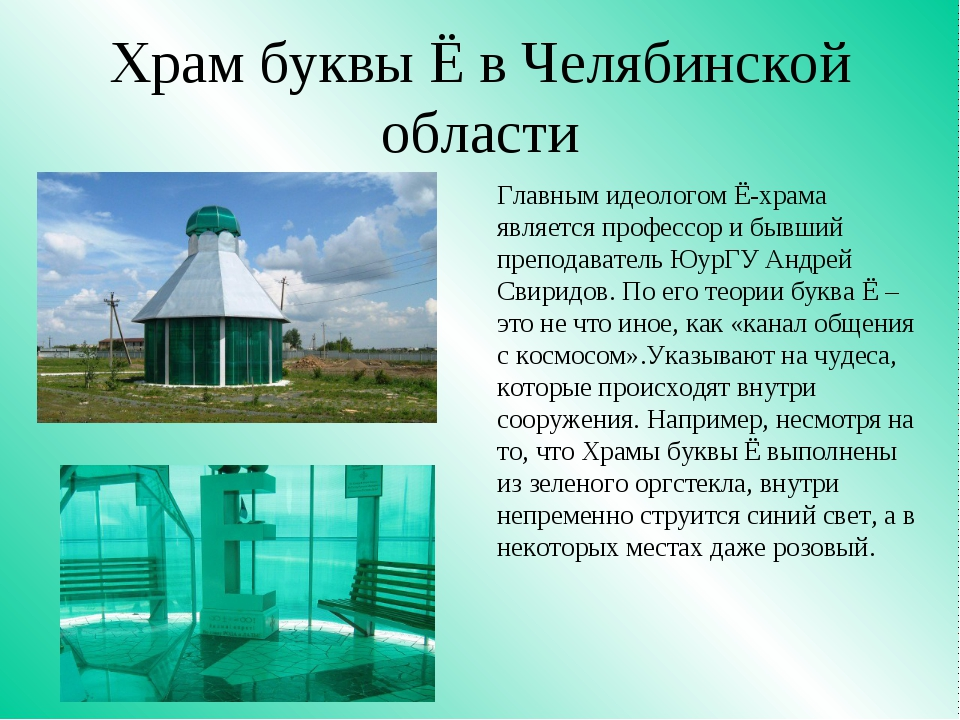 Храм буквы Ё в Челябинской
области
Главным идеологом Ё-храма
является профессор и бывший
преподаватель ЮурГУ Андрей
Свиридов. По его теории буква Ё –
это не что иное, как «канал общения
с космосом».Указывают на чудеса,
которые происходят внутри
сооружения. Например, несмотря на
то, что Храмы буквы Ё выполнены
из зеленого оргстекла, внутри
непременно струится синий свет, а в
некоторых местах даже розовый.